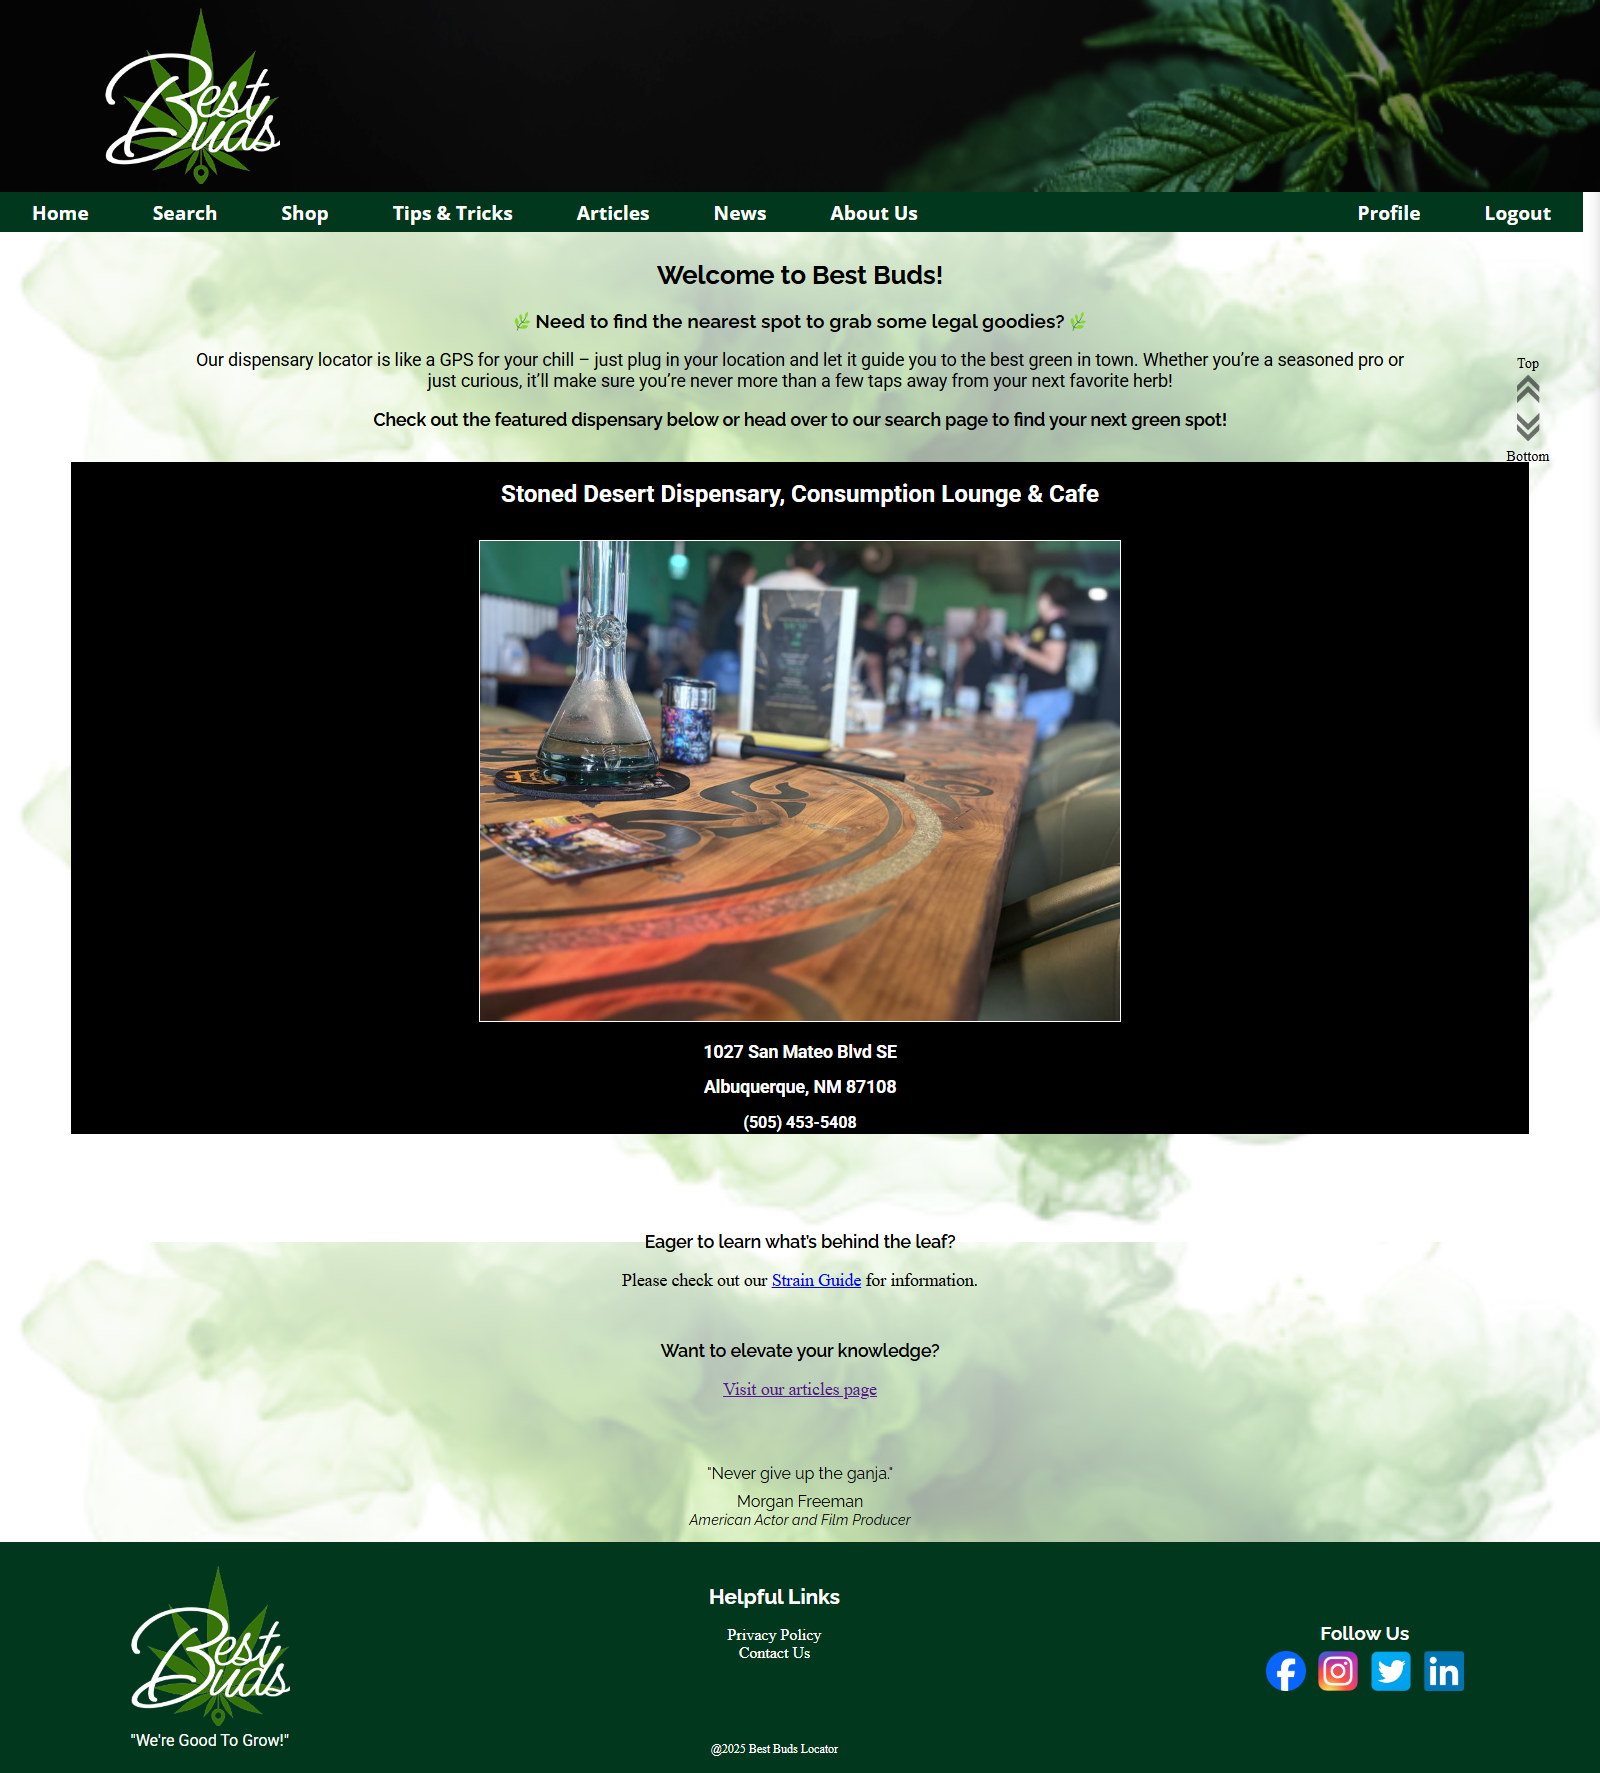 Best
Buds
Home Search Shop Tips & Tricks Articles News About Us Profile Logout
Welcome to Best Buds!
🌿 Need to find the nearest spot to grab some legal goodies? 🌿
Our dispensary locator is like a GPS for your chill – just plug in your location and let it guide you to the best green in town. Whether you’re a seasoned pro or
just curious, it’ll make sure you’re never more than a few taps away from your next favorite herb!
Top
Check out the featured dispensary below or head over to our search page to find your next green spot!
Bottom
Stoned Desert Dispensary, Consumption Lounge & Cafe
1027 San Mateo Blvd SE
Albuquerque, NM 87108
(505) 453-5408
Eager to learn what’s behind the leaf?
Please check out our Strain Guide for information.
Want to elevate your knowledge?
Visit our articles page
"Never give up the ganja."
Morgan Freeman
American Actor and Film Producer
Best
Buds
"We're Good To Grow!"
Helpful Links
Privacy Policy
Contact Us
@2025 Best Buds Locator
Follow Us